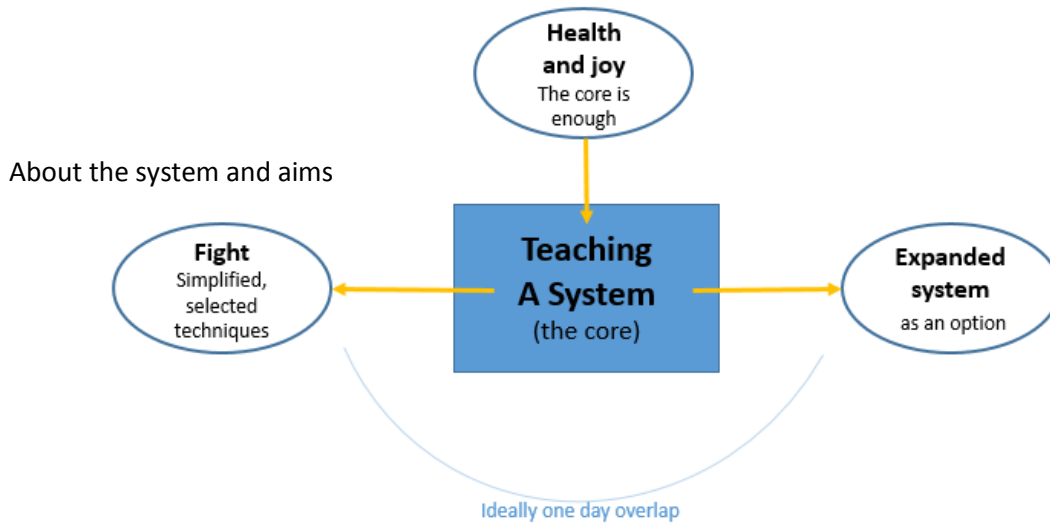 Health
and joy
The core is
enough
About the system and aims
Fight
Simplified,
selected
techniques
Teaching
A System
(the core)
Expanded
system
as an option
Ideally one day overlap